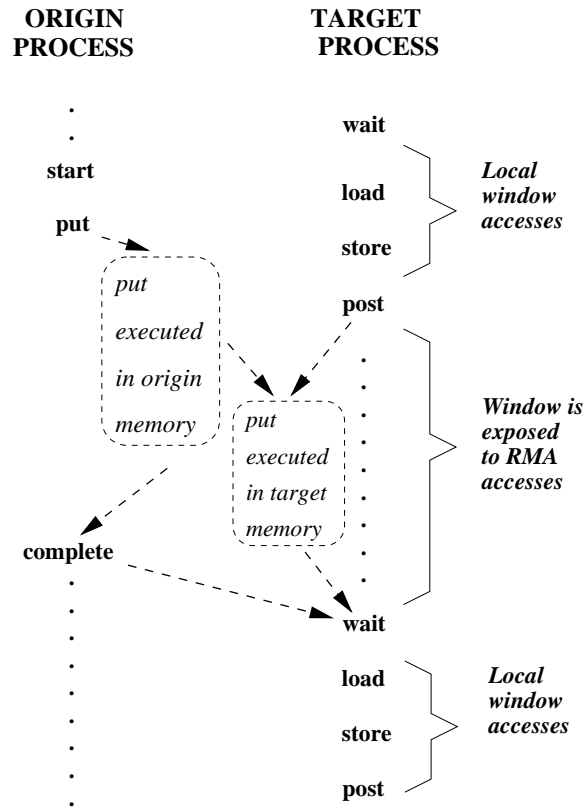 ORIGIN
PROCESS
TARGET
PROCESS
wait
start
load
put
store
Local
window
accesses
put
executed
in origin
memory
post
put
executed
in target
memory
Window is
exposed
to RMA
accesses
complete
wait
load
store
post
Local
window
accesses